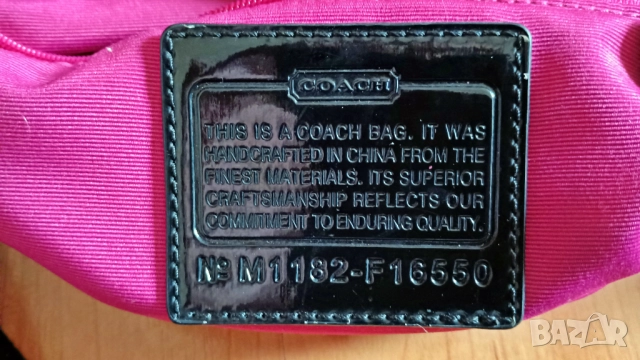 COACH
THIS IS A COACH BAG. IT WAS
HANDCRAFTED IN CHINA FROM THE
FINEST MATERIALS. ITS SUPERIOR
CRAFTSMANSHIP REFLECTS OUR
COMMITMENT TO ENDURING QUALITY.
No M1182-F16550
BAZAR